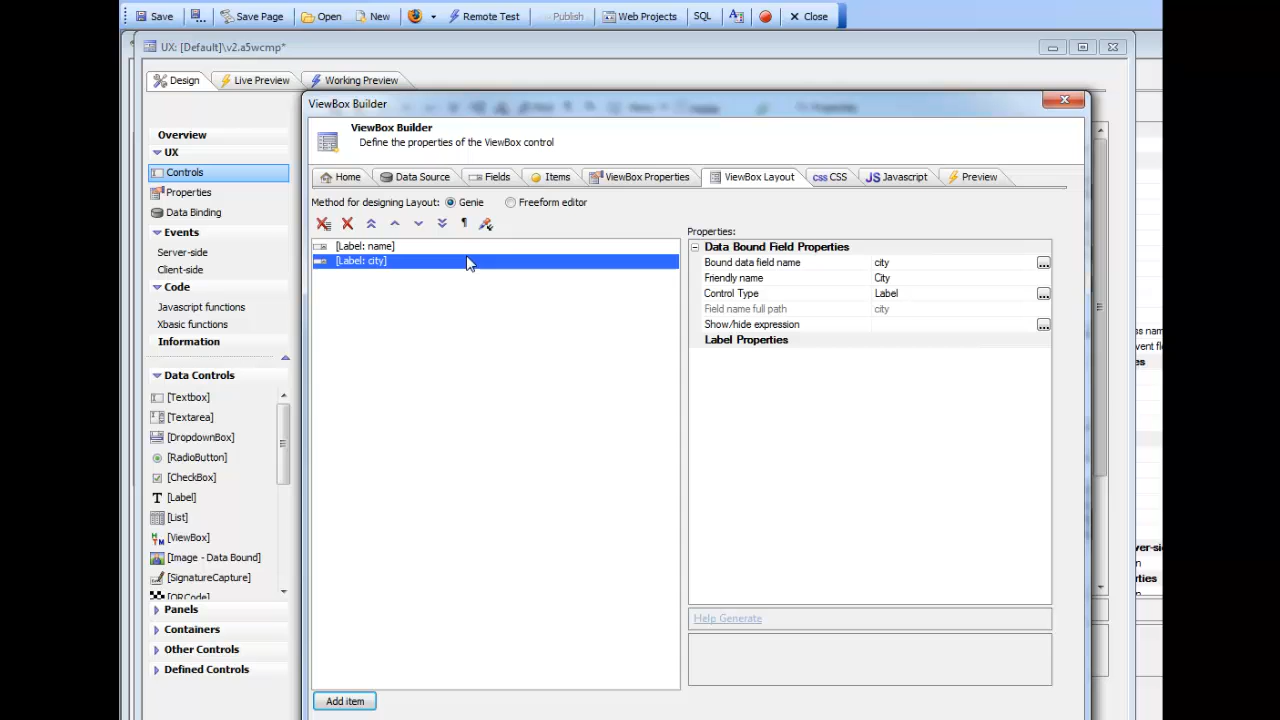 Save Save Page Open New Remote Test Publish Web Projects SQL Close
UX: [Default]\v2.a5wcmp*
Design Live Preview Working Preview
ViewBox Builder
ViewBox Builder
Define the properties of the ViewBox control
Home Data Source Fields Items ViewBox Properties ViewBox Layout css CSS JS Javascript Preview
Method for designing Layout: Genie Freeform editor
[Label: name]
[Label: city]
Add item
Properties:
Data Bound Field Properties
Bound data field name city
Friendly name City
Control Type Label
Field name full path city
Show/hide expression
Label Properties
Help Generate
Overview
UX
Controls
Properties
Data Binding
Events
Server-side
Client-side
Code
Javascript functions
Xbasic functions
Information
Data Controls
[Textbox]
[Textarea]
[DropdownBox]
[RadioButton]
[CheckBox]
[Label]
[List]
[ViewBox]
[Image - Data Bound]
[SignatureCapture]
[QRCode]
Panels
Containers
Other Controls
Defined Controls